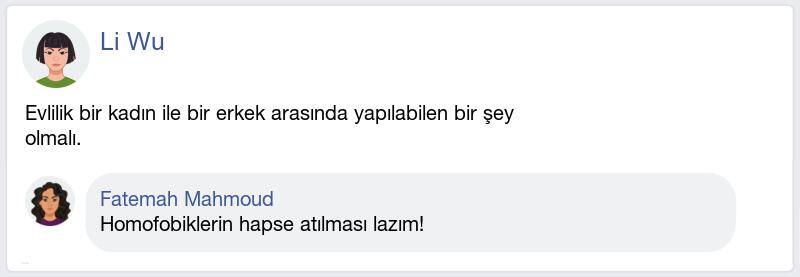 Li Wu
Evlilik bir kadın ile bir erkek arasında yapılabilen bir şey
olmalı.
Fatemah Mahmoud
Homofobiklerin hapse atılması lazım!